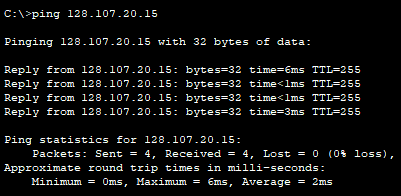 C:\>ping 128.107.20.15
Pinging 128.107.20.15 with 32 bytes of data:
Reply from 128.107.20.15: bytes=32 time=6ms TTL=255
Reply from 128.107.20.15: bytes=32 time<1ms TTL=255
Reply from 128.107.20.15: bytes=32 time<1ms TTL=255
Reply from 128.107.20.15: bytes=32 time=3ms TTL=255
Ping statistics for 128.107.20.15:
    Packets: Sent = 4, Received = 4, Lost = 0 (0% loss),
Approximate round trip times in milli-seconds:
    Minimum = 0ms, Maximum = 6ms, Average = 2ms